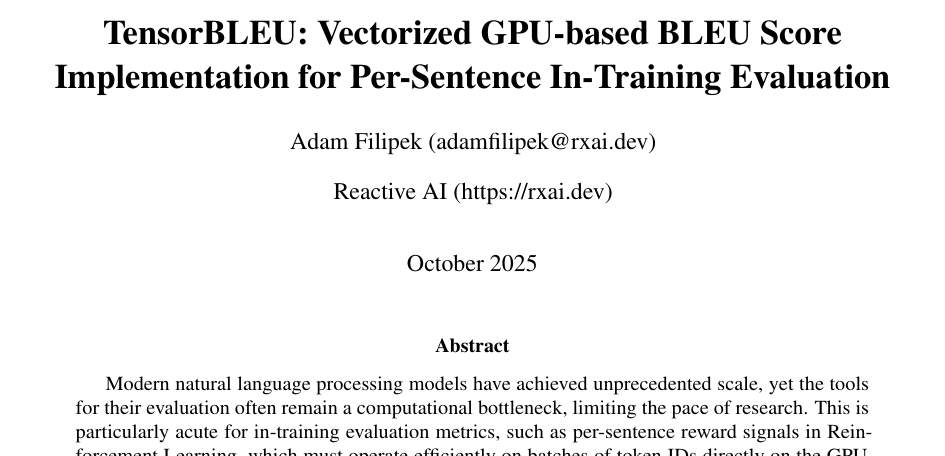 TensorBLEU: Vectorized GPU-based BLEU Score
Implementation for Per-Sentence In-Training Evaluation
Adam Filipek (adamfilipek@rxai.dev)
Reactive AI (https://rxai.dev)
October 2025
Abstract
Modern natural language processing models have achieved unprecedented scale, yet the tools
for their evaluation often remain a computational bottleneck, limiting the pace of research. This is
particularly acute for in-training evaluation metrics, such as per-sentence reward signals in Rein-
forcement Learning, which must operate efficiently on batches of token IDs directly on the GPU.